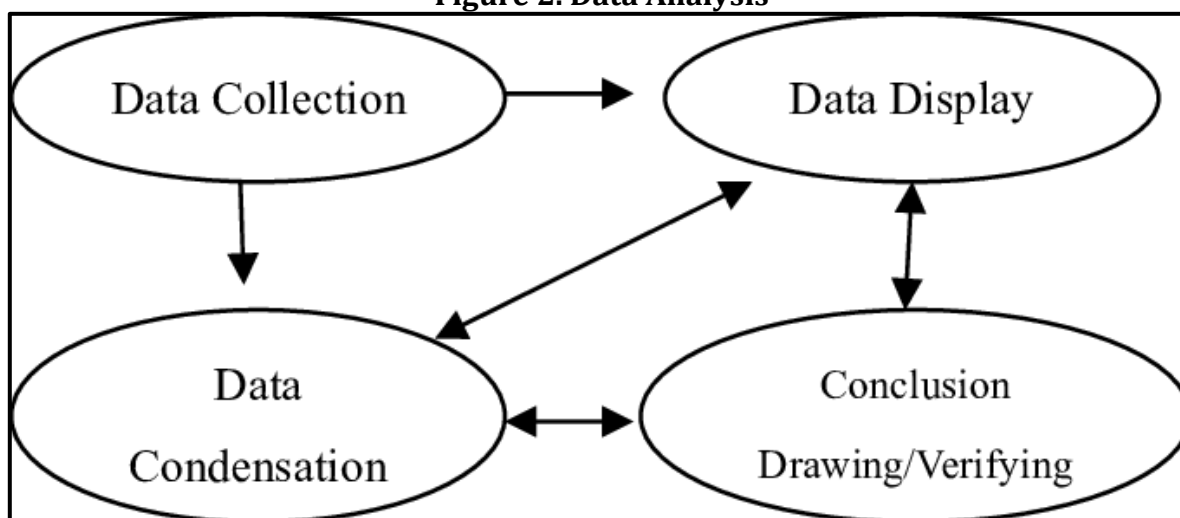 Figure 2. Data Analysis
Data Collection
Data Display
Data
Condensation
Conclusion
Drawing/Verifying